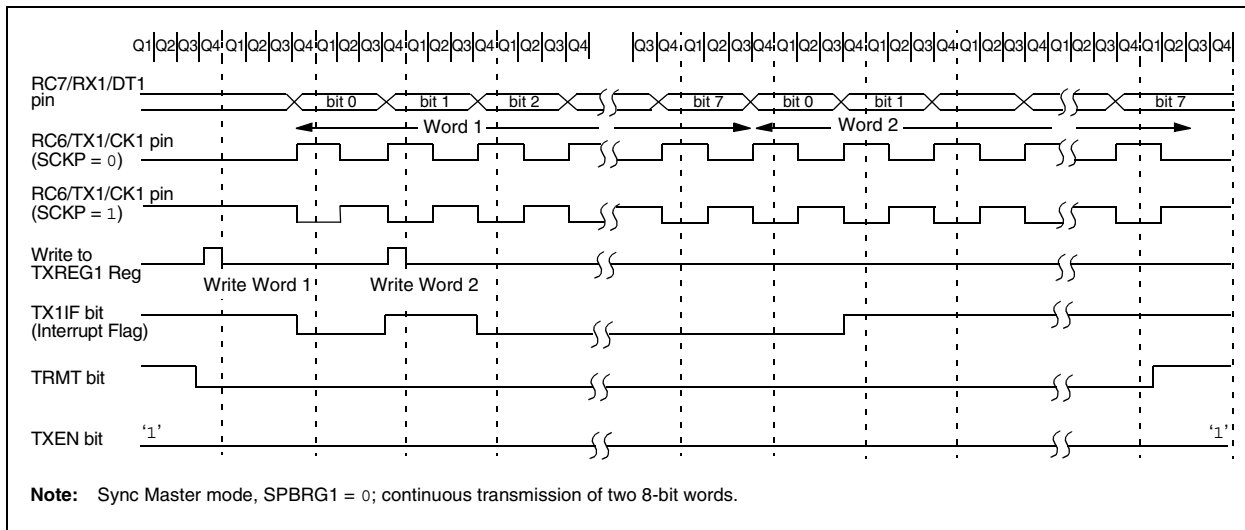 Q1 Q2 Q3 Q4 Q1 Q2 Q3 Q4 Q1 Q2 Q3 Q4 Q1 Q2 Q3 Q4 Q1 Q2 Q3 Q4 Q3 Q4 Q1 Q2 Q3 Q4 Q1 Q2 Q3 Q4 Q1 Q2 Q3 Q4 Q1 Q2 Q3 Q4 Q1 Q2 Q3 Q4 Q1 Q2 Q3 Q4
RC7/RX1/DT1
pin
bit 0 bit 1 bit 2 bit 7 bit 0 bit 1 bit 7
Word 1 Word 2
RC6/TX1/CK1 pin
(SCKP = 0)
RC6/TX1/CK1 pin
(SCKP = 1)
Write to
TXREG1 Reg
Write Word 1 Write Word 2
TX1IF bit
(Interrupt Flag)
TRMT bit
TXEN bit ‘1’ ‘1’
Note: Sync Master mode, SPBRG1 = 0; continuous transmission of two 8-bit words.